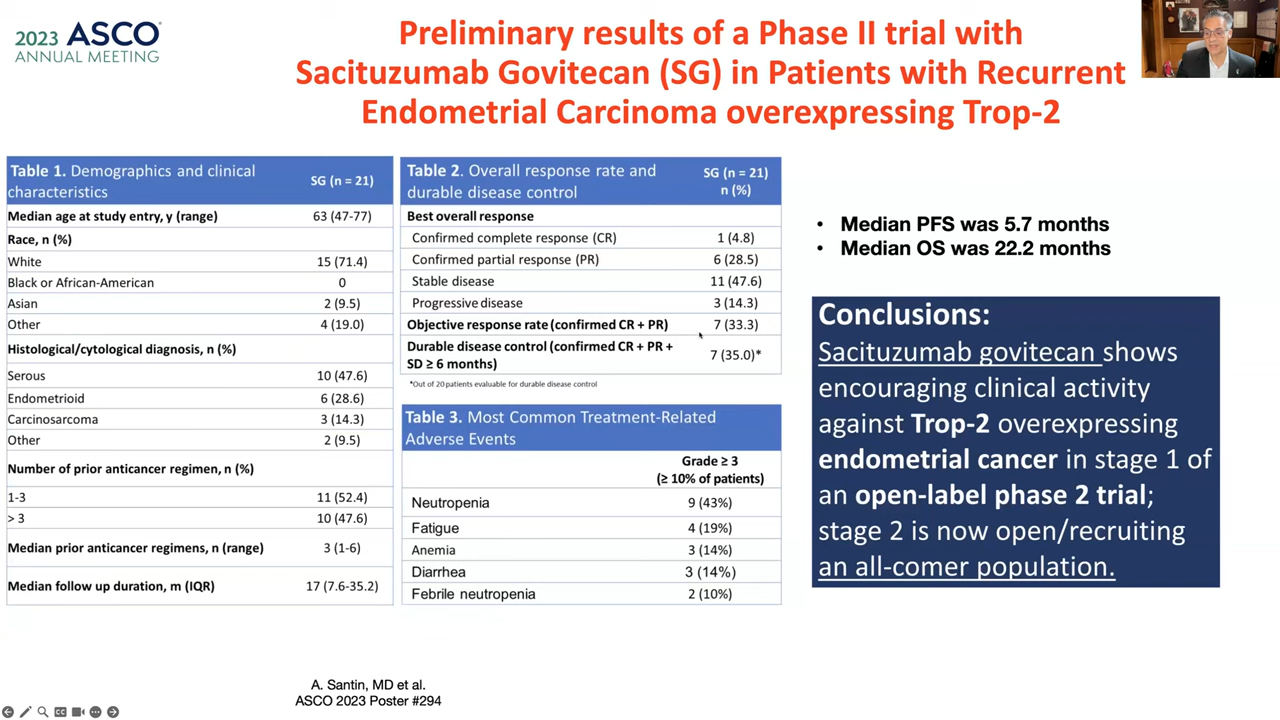 2023 ASCO®
ANNUAL MEETING
Preliminary results of a Phase II trial with
Sacituzumab Govitecan (SG) in Patients with Recurrent
Endometrial Carcinoma overexpressing Trop-2
Table 1. Demographics and clinical
characteristics
SG (n = 21)
Median age at study entry, y (range) 63 (47-77)
Race, n (%)
White 15 (71.4)
Black or African-American 0
Asian 2 (9.5)
Other 4 (19.0)
Histological/cytological diagnosis, n (%)
Serous 10 (47.6)
Endometrioid 6 (28.6)
Carcinosarcoma 3 (14.3)
Other 2 (9.5)
Number of prior anticancer regimen, n (%)
1-3 11 (52.4)
> 3 10 (47.6)
Median prior anticancer regimens, n (range) 3 (1-6)
Median follow up duration, m (IQR) 17 (7.6-35.2)
Table 2. Overall response rate and
durable disease control
SG (n = 21)
n (%)
Best overall response
Confirmed complete response (CR) 1 (4.8)
Confirmed partial response (PR) 6 (28.5)
Stable disease 11 (47.6)
Progressive disease 3 (14.3)
Objective response rate (confirmed CR + PR) 7 (33.3)
Durable disease control (confirmed CR + PR +
SD ≥ 6 months) 7 (35.0)*
*Out of 20 patients evaluable for durable disease control
Table 3. Most Common Treatment-Related
Adverse Events
Grade ≥ 3
(≥ 10% of patients)
Neutropenia 9 (43%)
Fatigue 4 (19%)
Anemia 3 (14%)
Diarrhea 3 (14%)
Febrile neutropenia 2 (10%)
• Median PFS was 5.7 months
• Median OS was 22.2 months
Conclusions:
Sacituzumab govitecan shows
encouraging clinical activity
against Trop-2 overexpressing
endometrial cancer in stage 1 of
an open-label phase 2 trial;
stage 2 is now open/recruiting
an all-comer population.
A. Santin, MD et al.
ASCO 2023 Poster #294